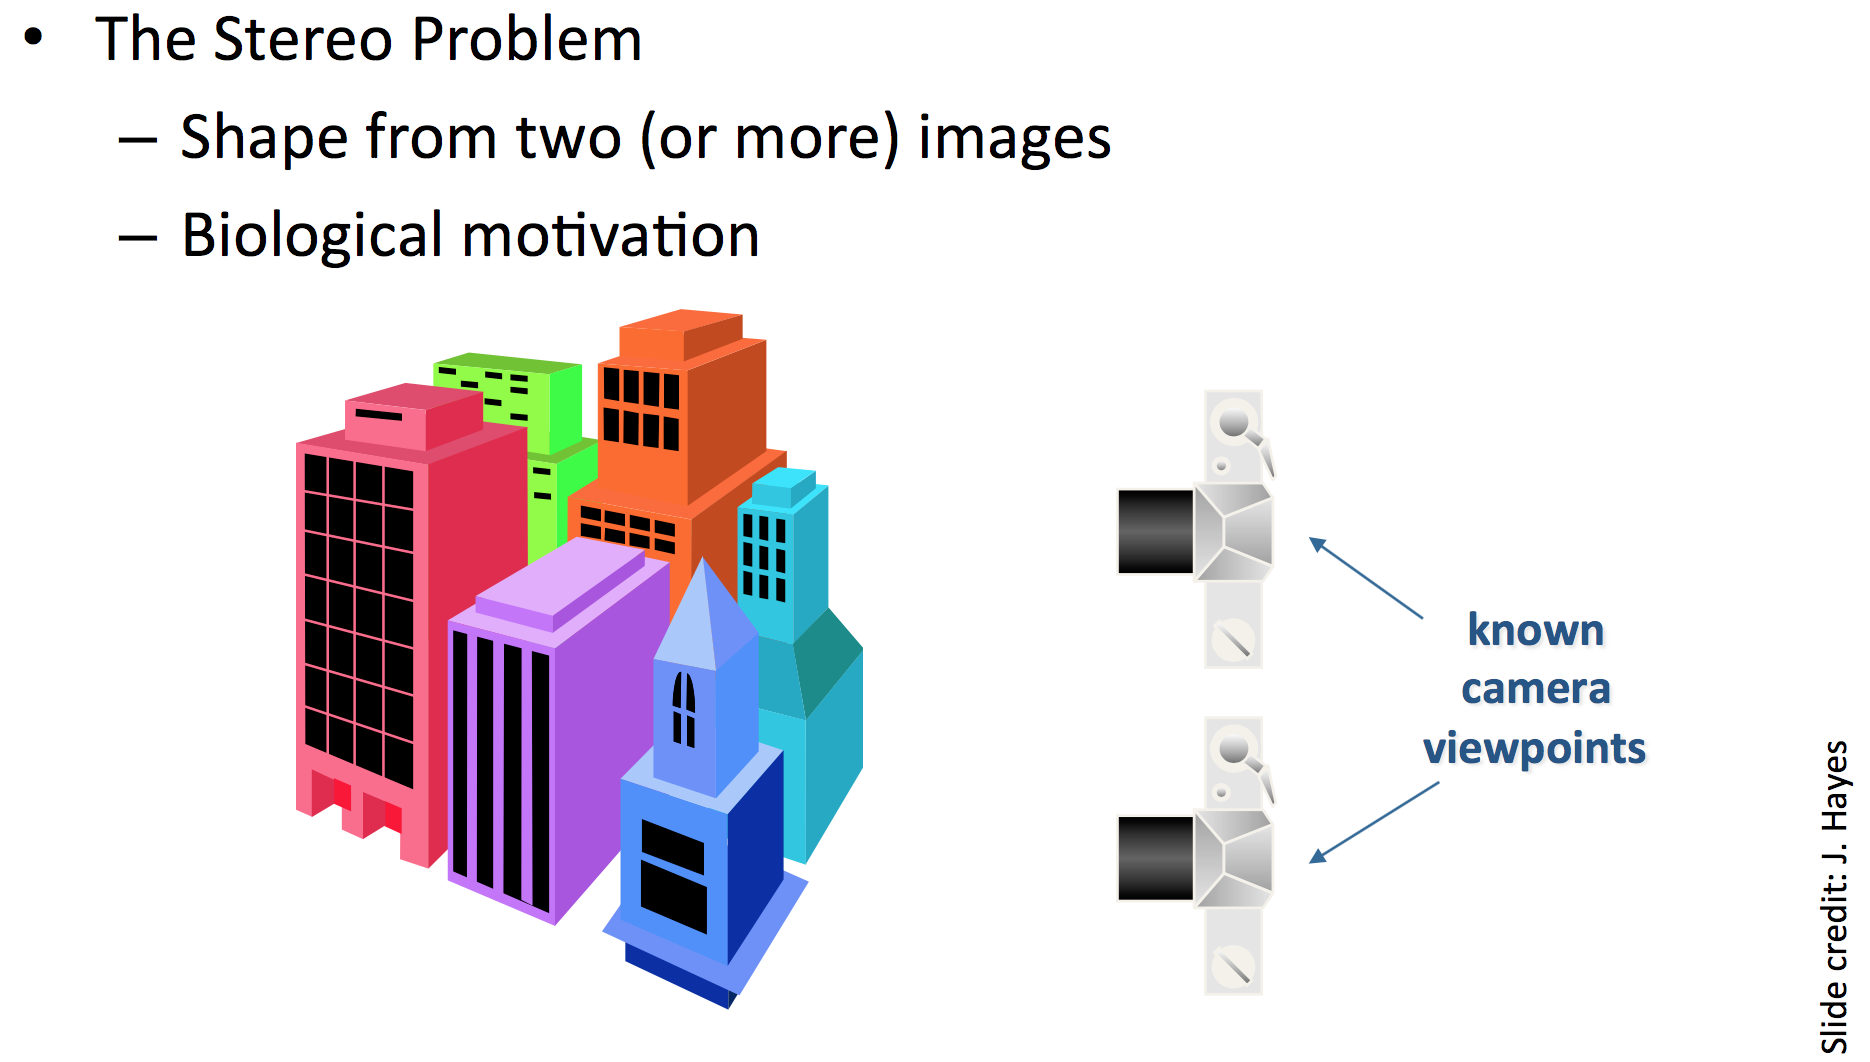 • The Stereo Problem
– Shape from two (or more) images
– Biological motivation
known
camera
viewpoints
Slide credit: J. Hayes